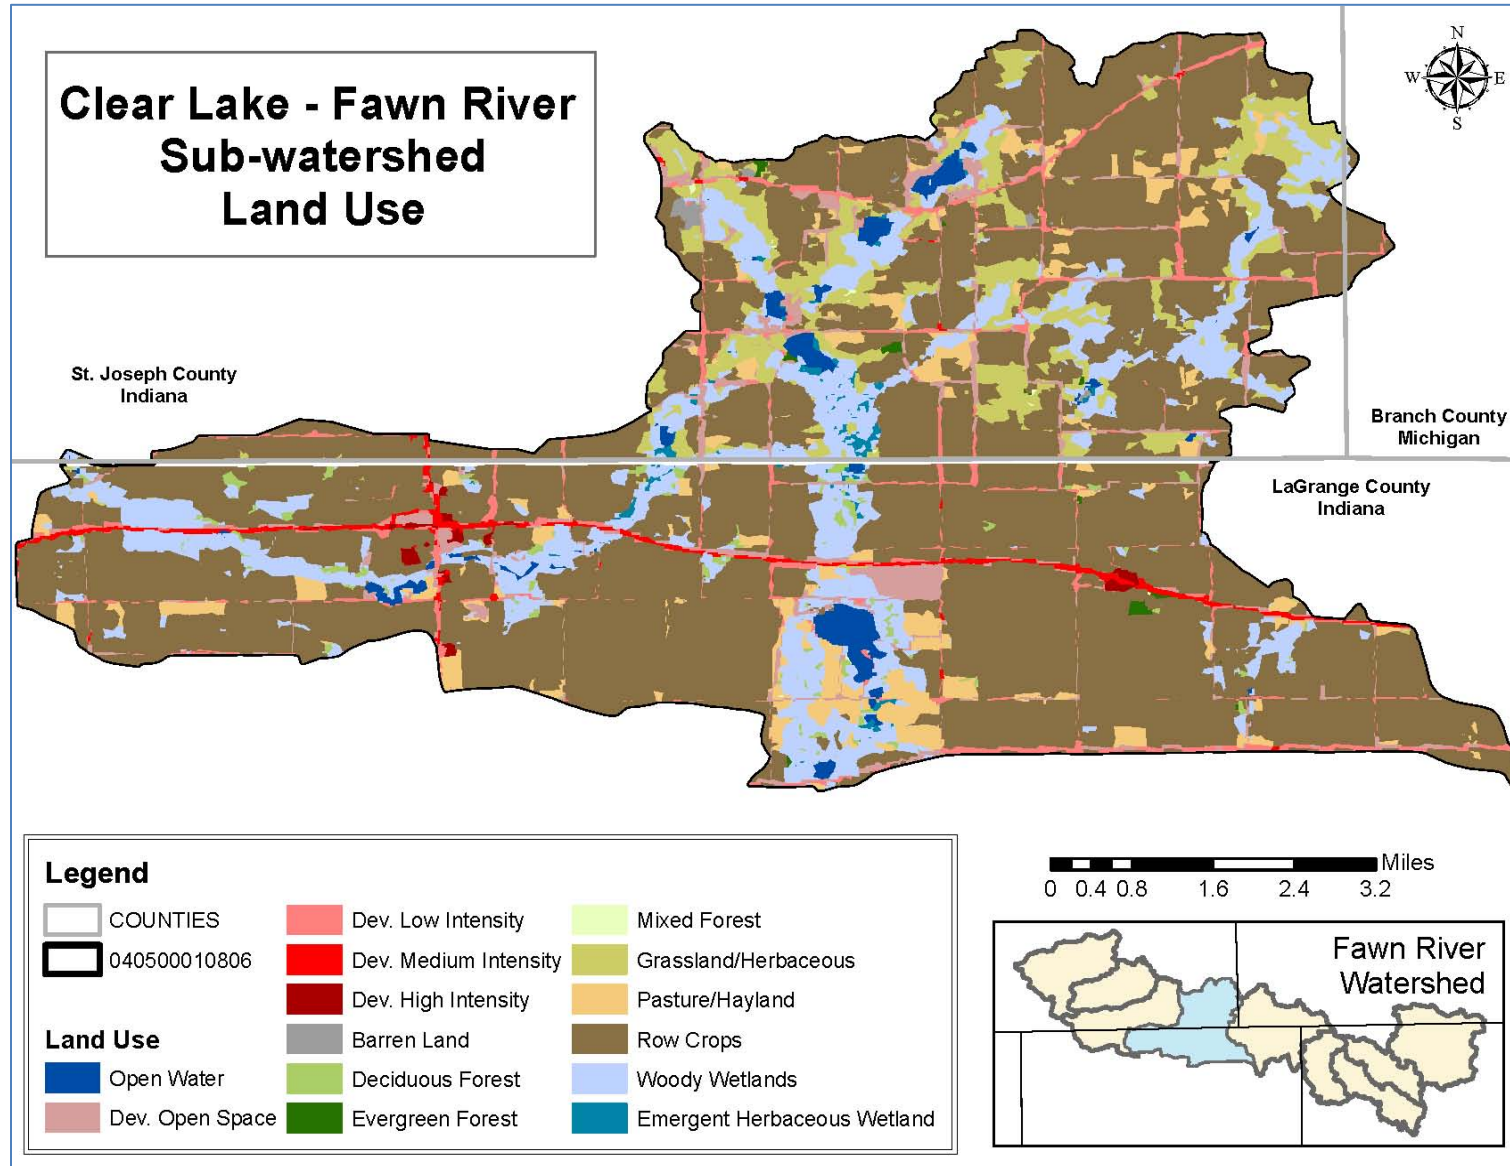 Clear Lake - Fawn River
Sub-watershed
Land Use
N
W
E
S
St. Joseph County
Indiana
Branch County
Michigan
LaGrange County
Indiana
Legend
COUNTIES
040500010806
Land Use
Open Water
Dev. Open Space
Dev. Low Intensity
Dev. Medium Intensity
Dev. High Intensity
Barren Land
Deciduous Forest
Evergreen Forest
Mixed Forest
Grassland/Herbaceous
Pasture/Hayland
Row Crops
Woody Wetlands
Emergent Herbaceous Wetland
Miles
0 0.4 0.8 1.6 2.4 3.2
Fawn River
Watershed